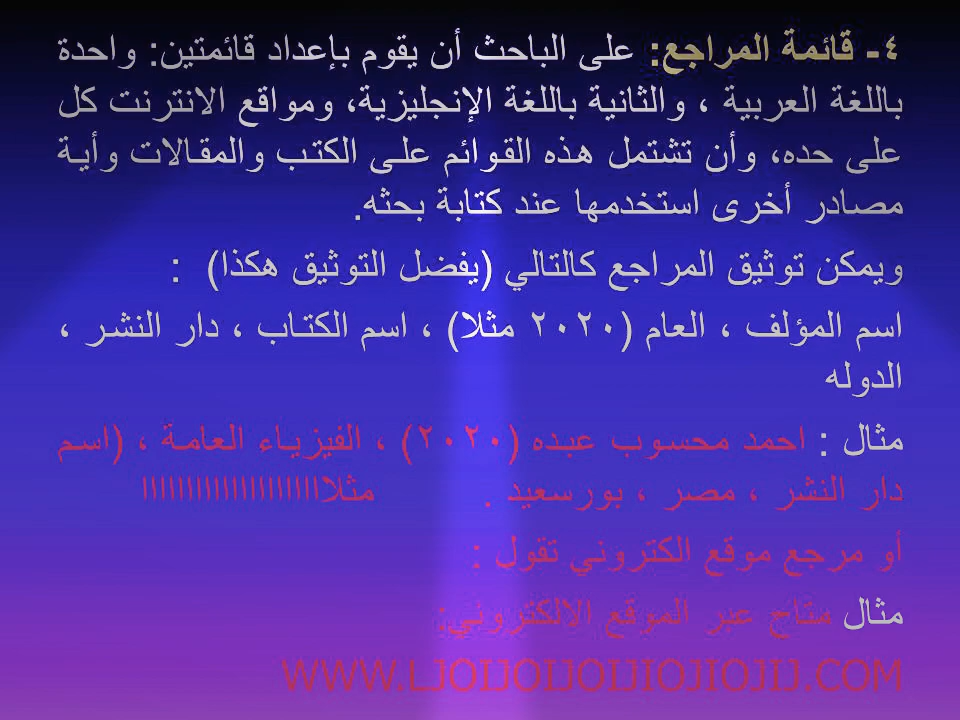 ٤- قائمة المراجع: على الباحث أن يقوم بإعداد قائمتين: واحدة
باللغة العربية ، والثانية باللغة الإنجليزية، ومواقع الانترنت كل
على حده، وأن تشتمل هذه القوائم على الكتب والمقالات وأية
مصادر أخرى استخدمها عند كتابة بحثه.
ويمكن توثيق المراجع كالتالي (يفضل التوثيق هكذا) :
اسم المؤلف ، العام (٢٠٢٠ مثلا) ، اسم الكتاب ، دار النشر ،
الدوله
مثال : احمد محسوب عبده (٢٠٢٠) ، الفيزياء العامة ، (اسم
دار النشر ، مصر ، بورسعيد . مثلااااااااااااااااااااا
أو مرجع موقع الكتروني تقول :
مثال متاح عبر الموقع الالكتروني:
WWW.LJOIJOIJOIJIOJIOJIJ.COM